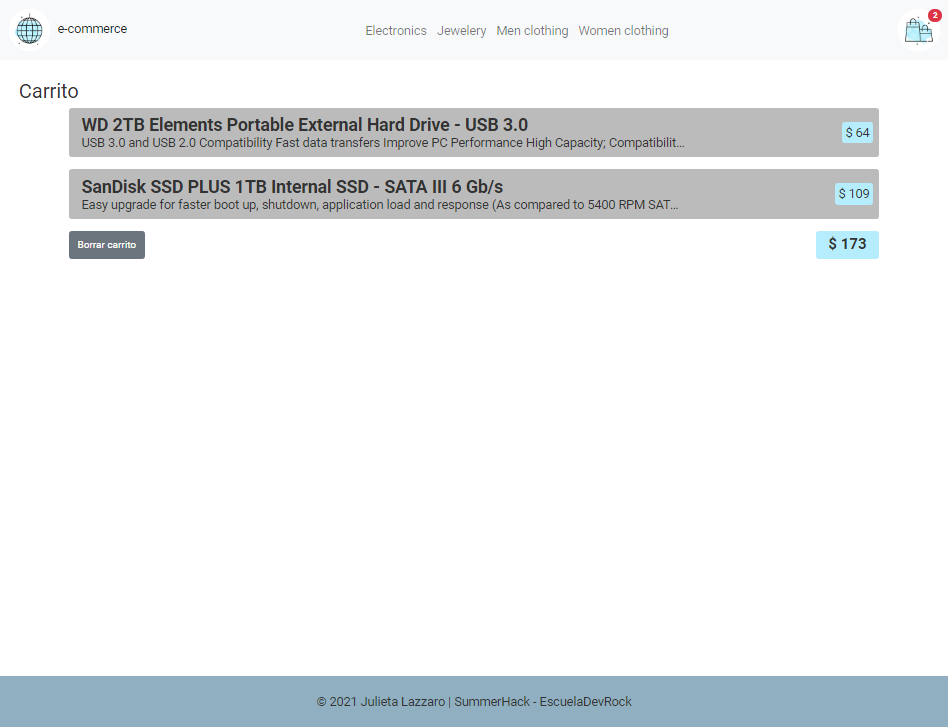 e-commerce
Electronics Jewelery Men clothing Women clothing
2
Carrito
WD 2TB Elements Portable External Hard Drive - USB 3.0
USB 3.0 and USB 2.0 Compatibility Fast data transfers Improve PC Performance High Capacity; Compatibilit...
$ 64
SanDisk SSD PLUS 1TB Internal SSD - SATA III 6 Gb/s
Easy upgrade for faster boot up, shutdown, application load and response (As compared to 5400 RPM SAT...
$ 109
Borrar carrito
$ 173
© 2021 Julieta Lazzaro | SummerHack - EscuelaDevRock